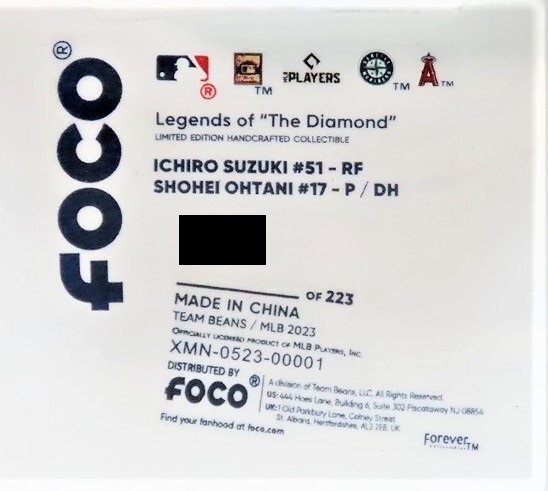 FOCO®
MLB PLAYERS
TM TM TM
Legends of "The Diamond"
LIMITED EDITION HANDCRAFTED COLLECTIBLE
ICHIRO SUZUKI #51 - RF
SHOHEI OHTANI #17 - P / DH
OF 223
MADE IN CHINA
TEAM BEANS / MLB 2023
OFFICIALLY LICENSED PRODUCT OF MLB PLAYERS, INC.
XMN-0523-00001
DISTRIBUTED BY
FOCO®
A division of Team Beans, LLC. All Rights Reserved.
US: 444 Hoes Lane, Building 6, Suite 302 Piscataway NJ 08854
UK: 1 Old Parkbury Lane, Colney Street
St. Albans, Hertfordshire, AL2 2EB, UK
Find your fanhood at foco.com
Forever TM